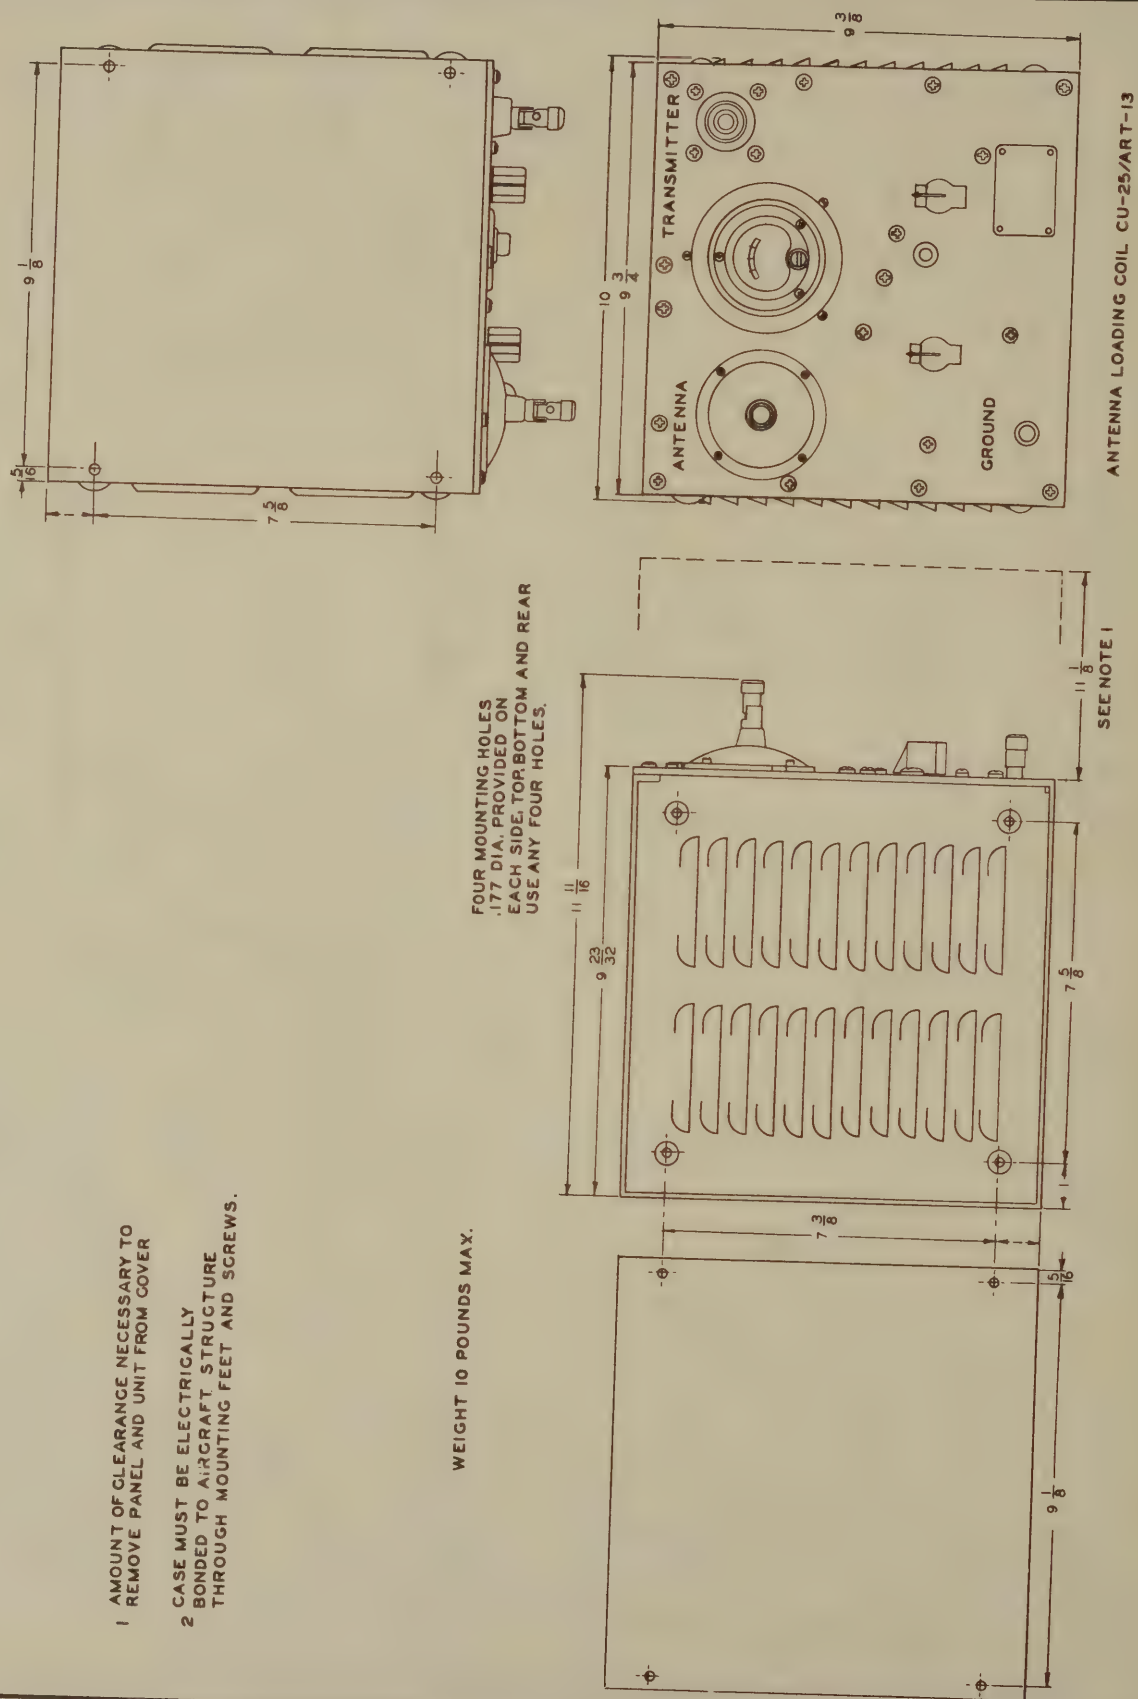 1 AMOUNT OF CLEARANCE NECESSARY TO
REMOVE PANEL AND UNIT FROM COVER
2 CASE MUST BE ELECTRICALLY
BONDED TO AIRCRAFT STRUCTURE
THROUGH MOUNTING FEET AND SCREWS.
WEIGHT 10 POUNDS MAX.
FOUR MOUNTING HOLES
.177 DIA. PROVIDED ON
EACH SIDE, TOP, BOTTOM AND REAR
USE ANY FOUR HOLES.
5/16
9 1/8
1
7 5/8
10
9 3/4
9 3/8
ANTENNA
TRANSMITTER
GROUND
ANTENNA LOADING COIL CU-25/ART-13
11 11/16
9 23/32
7 3/8
1
1
7 5/8
11 1/8
SEE NOTE 1
5/16
9 1/8